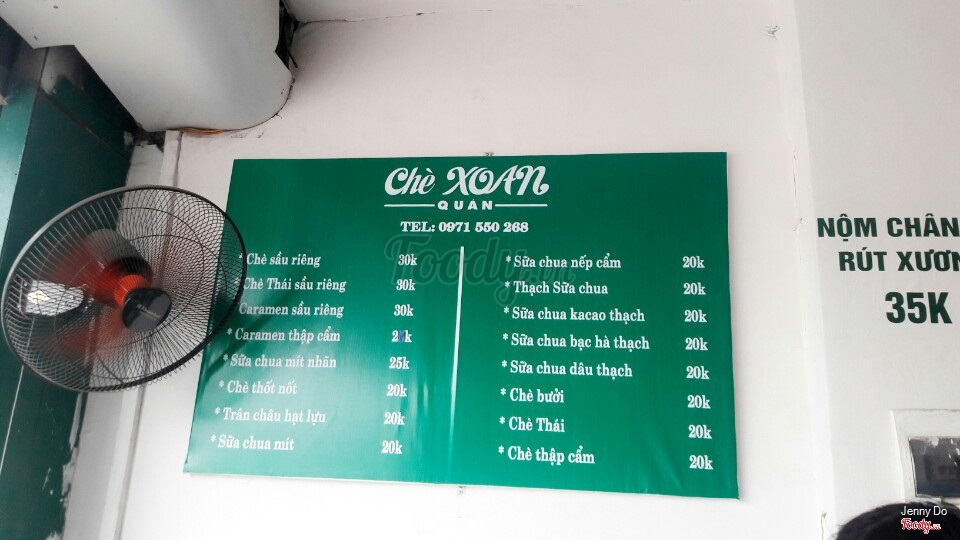 Chè XOAN
QUÁN
TEL: 0971 550 268
* Chè sầu riêng 30k
Chè Thái sầu riêng 30k
Caramen sầu riêng 30k
* Caramen thập cẩm
* Sữa chua mít nhãn 25k
* Chè thốt nốt 20k
* Trân châu hạt lựu 20k
* Sữa chua mít 20k
* Sữa chua nếp cẩm 20k
* Thạch Sữa chua 20k
* Sữa chua kacao thạch 20k
* Sữa chua bạc hà thạch 20k
* Sữa chua dâu thạch 20k
* Chè bưởi 20k
* Chè Thái 20k
* Chè thập cẩm 20k
NỘM CHÂN
RÚT XƯƠN
35K
Foody.vn
Jenny Do
Foody.vn